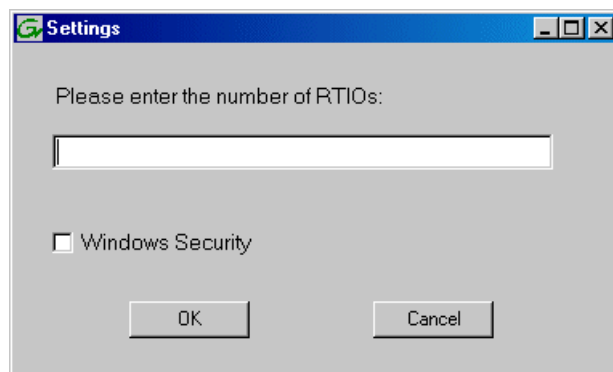 Settings
Please enter the number of RTIOs:
Windows Security
OK
Cancel